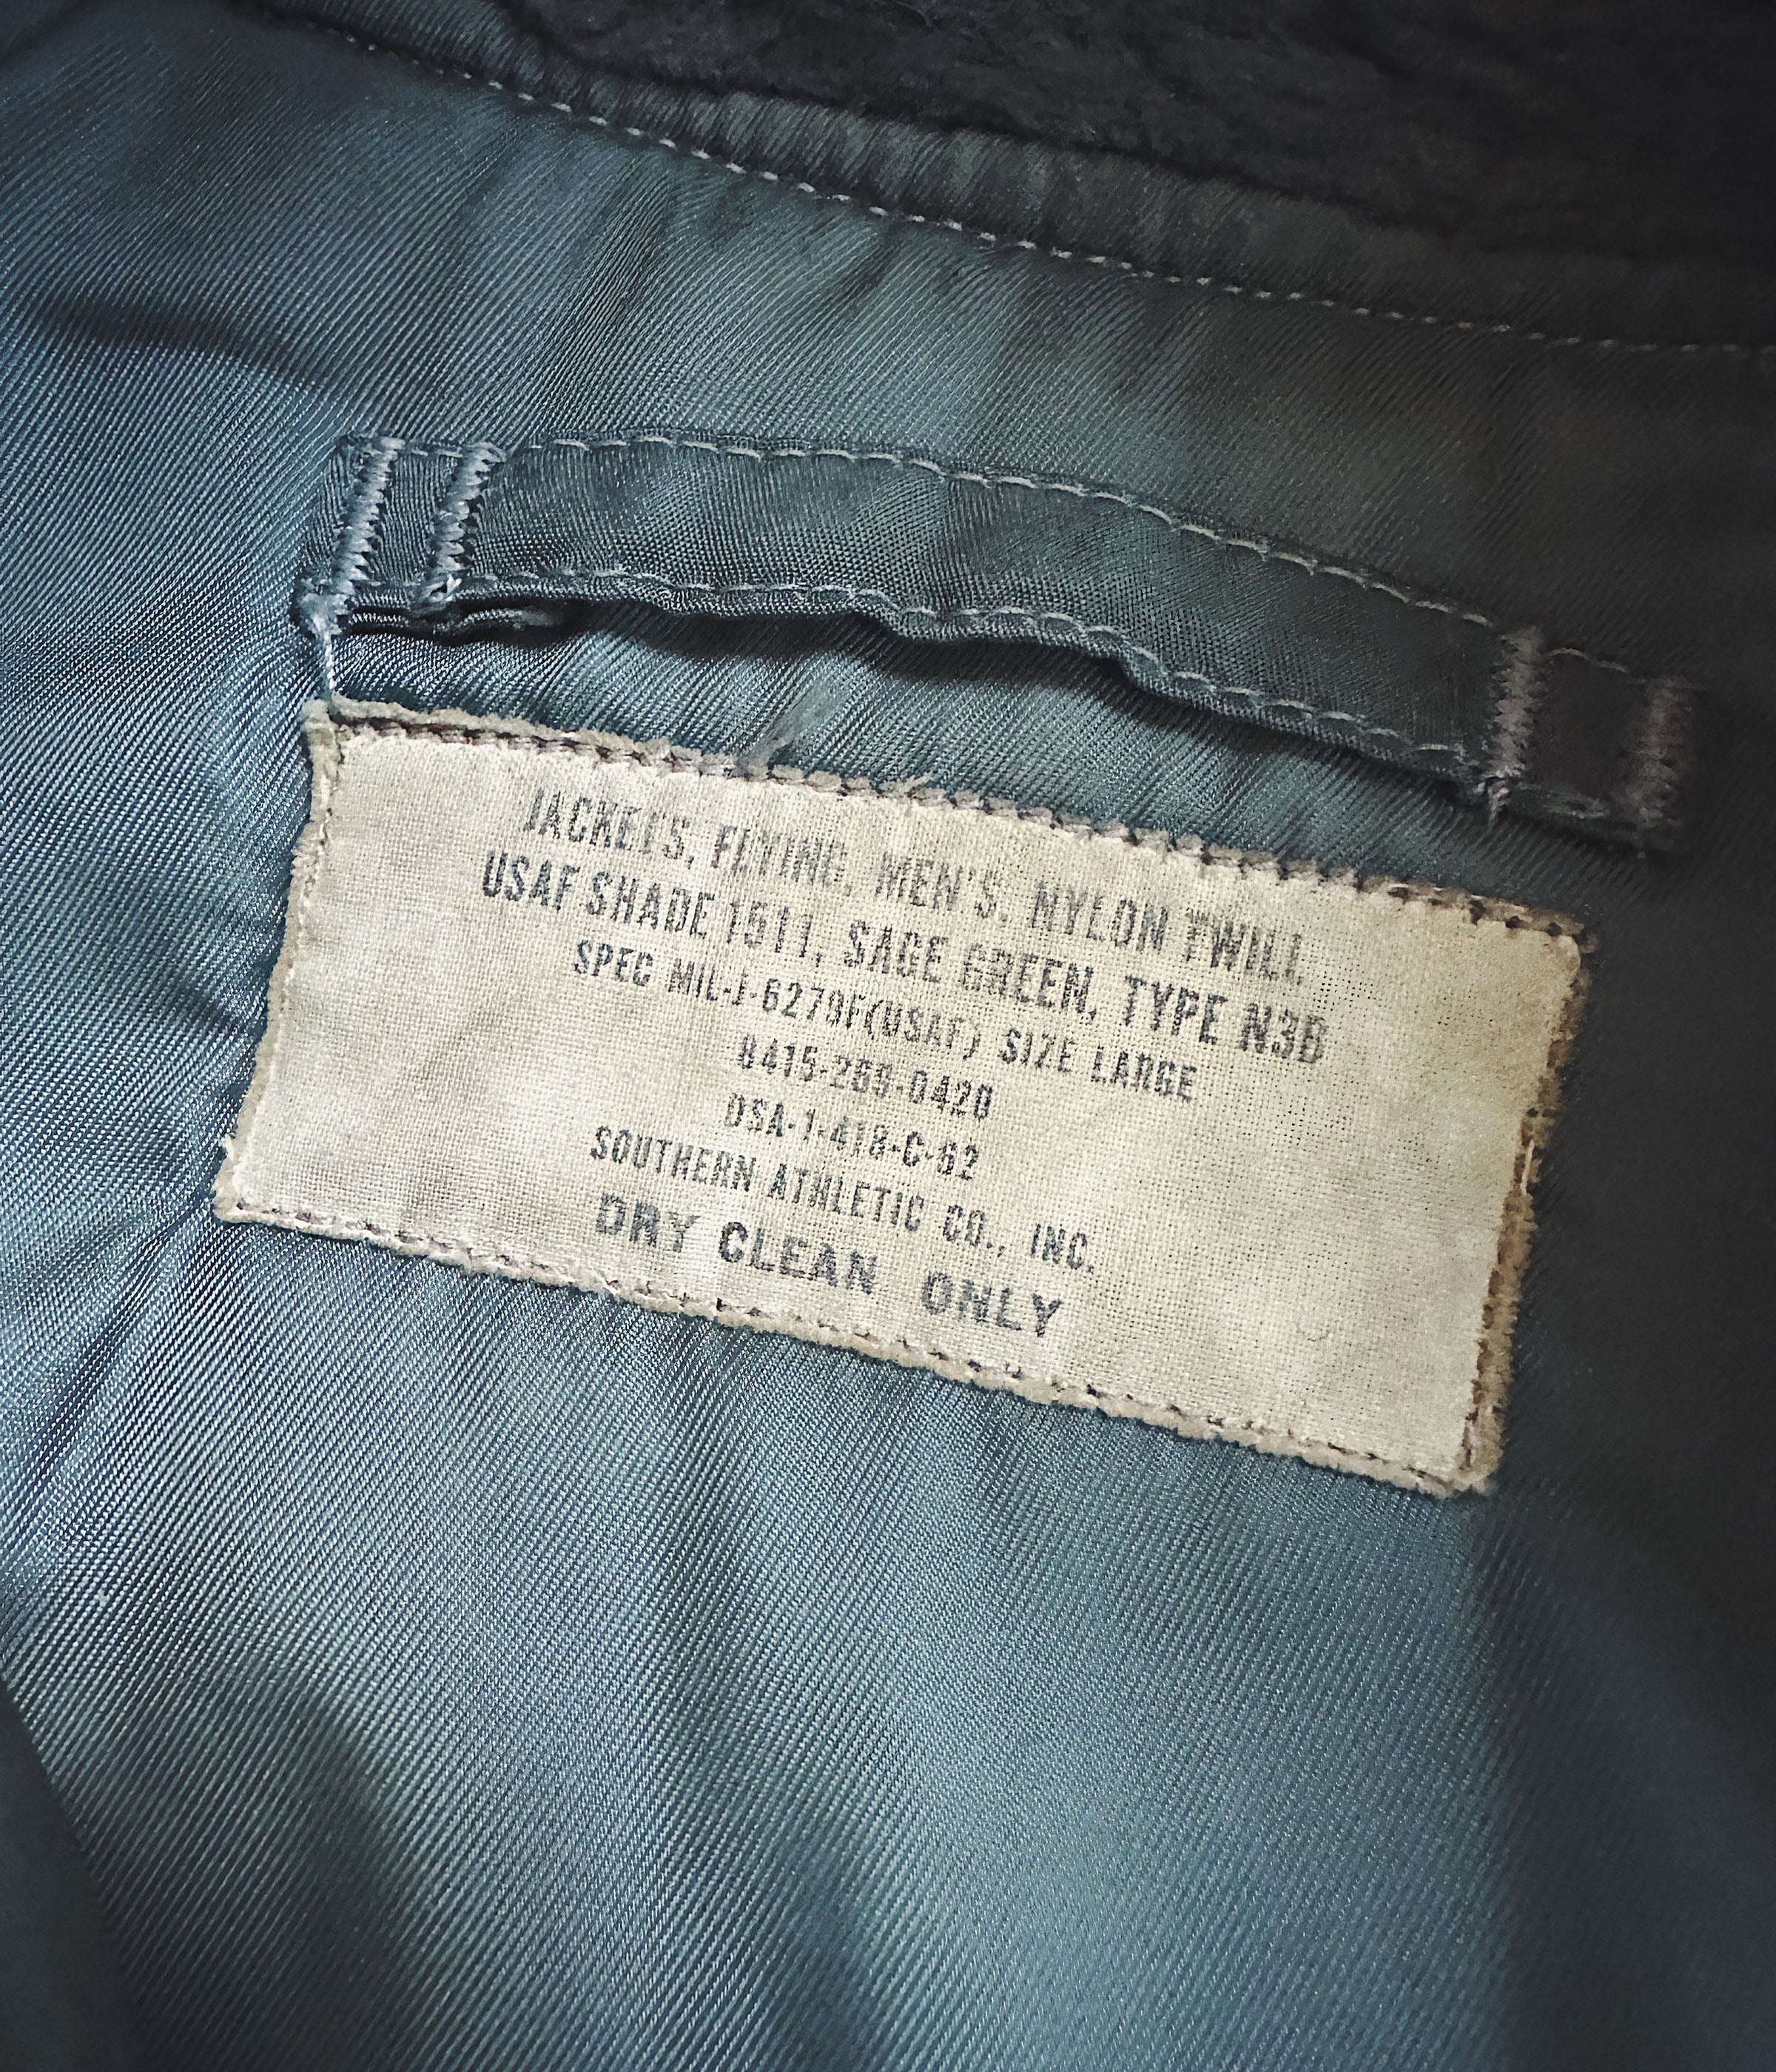 JACKETS, FLYING, MEN'S, NYLON TWILL,
USAF SHADE 1511, SAGE GREEN, TYPE N3B
SPEC MIL-J-6279F(USAF) SIZE LARGE
8415-269-0420
DSA-1-418-C-62
SOUTHERN ATHLETIC CO., INC.
DRY CLEAN ONLY